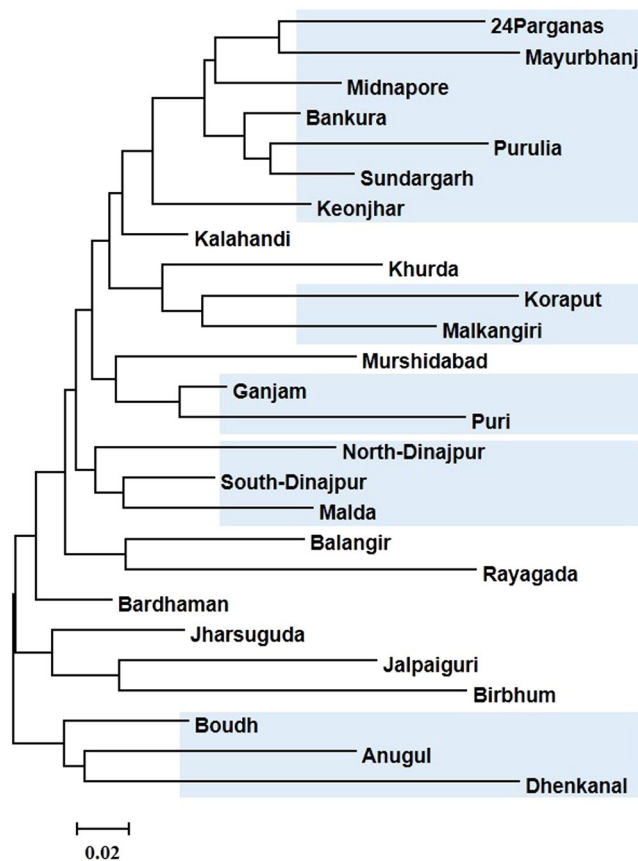 24Parganas
Mayurbhanj
Midnapore
Bankura
Purulia
Sundargarh
Keonjhar
Kalahandi
Khurda
Koraput
Malkangiri
Murshidabad
Ganjam
Puri
North-Dinajpur
South-Dinajpur
Malda
Balangir
Rayagada
Bardhaman
Jharsuguda
Jalpaiguri
Birbhum
Boudh
Anugul
Dhenkanal
0.02